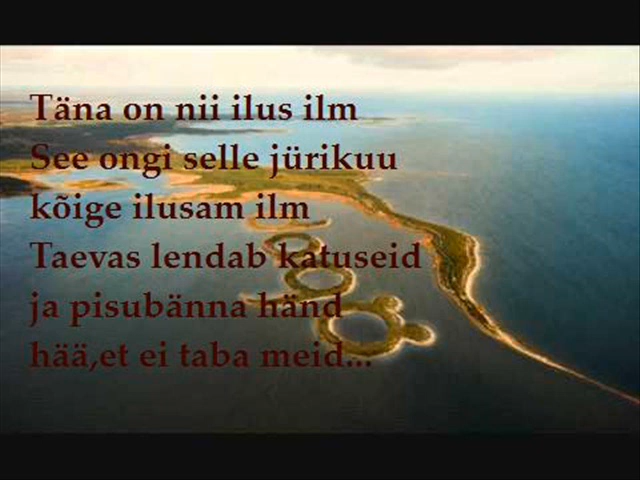 Täna on nii ilus ilm
See ongi selle jürikuu
kõige ilusam ilm
Taevas lendab katuseid
ja pisubänna händ
hää,et ei taba meid...